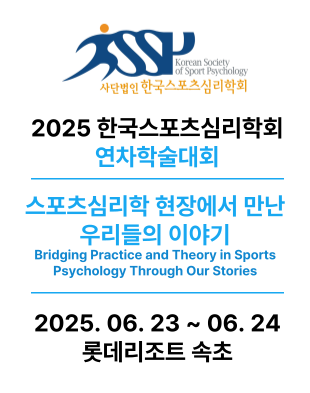 KSSP
Korean Society
of Sport Psychology
사단법인 한국스포츠심리학회
2025 한국스포츠심리학회
연차학술대회
스포츠심리학 현장에서 만난
우리들의 이야기
Bridging Practice and Theory in Sports
Psychology Through Our Stories
2025. 06. 23 ~ 06. 24
롯데리조트 속초